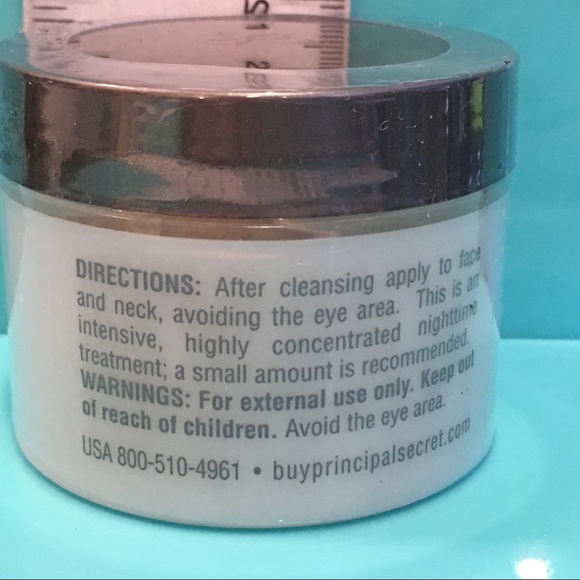 DIRECTIONS: After cleansing apply to face
and neck, avoiding the eye area. This is an
intensive, highly concentrated nighttime
treatment; a small amount is recommended.
WARNINGS: For external use only. Keep out
of reach of children. Avoid the eye area.
USA 800-510-4961 • buyprincipalsecret.com